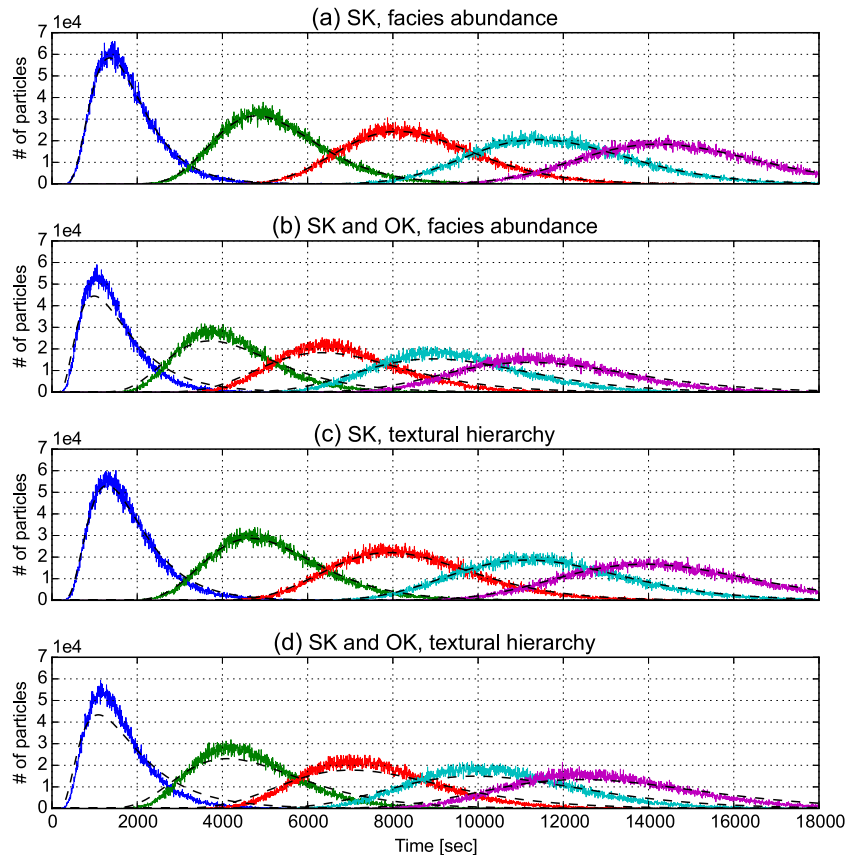 (a) SK, facies abundance
1e4
7
6
5
4
3
2
1
0
# of particles
(b) SK and OK, facies abundance
1e4
7
6
5
4
3
2
1
0
# of particles
(c) SK, textural hierarchy
1e4
7
6
5
4
3
2
1
0
# of particles
(d) SK and OK, textural hierarchy
1e4
7
6
5
4
3
2
1
0
# of particles
0 2000 4000 6000 8000 10000 12000 14000 16000 18000
Time [sec]